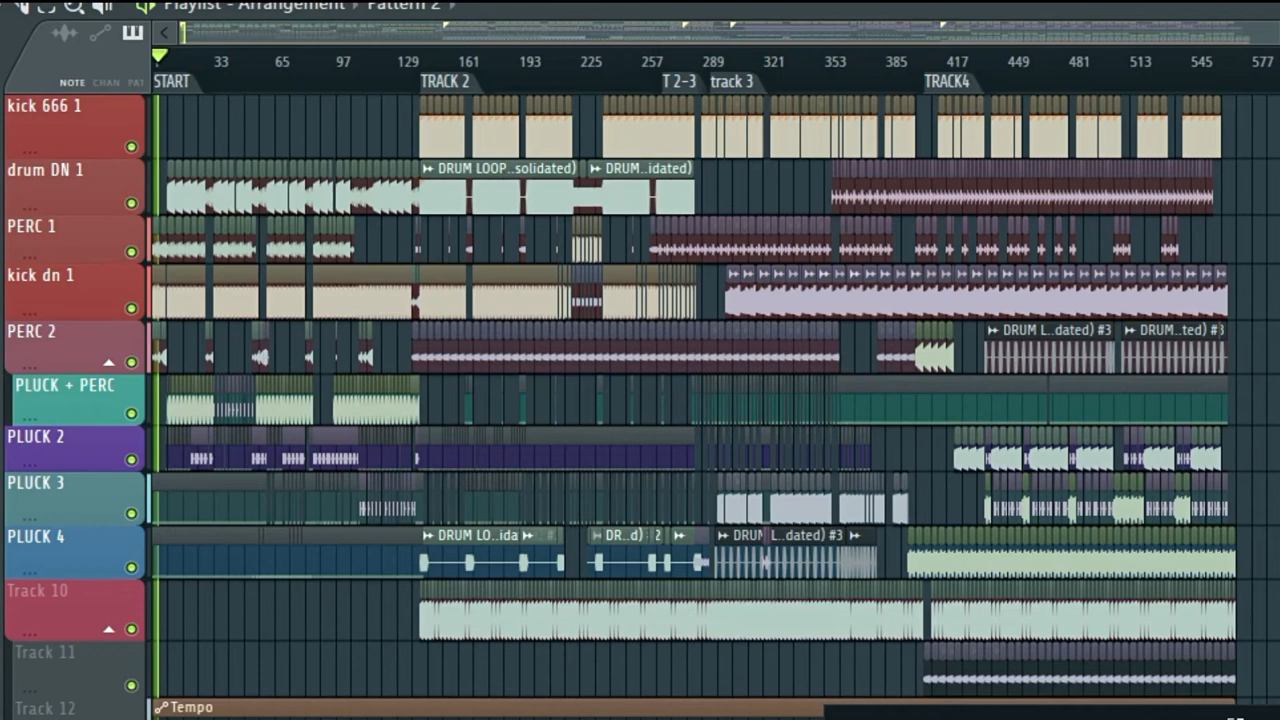 Playlist - Arrangement › Pattern 2 ›
33 65 97 129 161 193 225 257 289 321 353 385 417 449 481 513 545 577
NOTE CHAN PAT START TRACK 2 T 2-3 track 3 TRACK4
kick 666 1
drum DN 1 DRUM LOOP..solidated) DRUM..idated)
PERC 1
kick dn 1
PERC 2 DRUM L..dated) #3 DRUM..ted) #3
PLUCK + PERC
PLUCK 2
PLUCK 3
PLUCK 4 DRUM LO..ida DR..d) 2 DRUM L..dated) #3
Track 10
Track 11
Track 12 Tempo